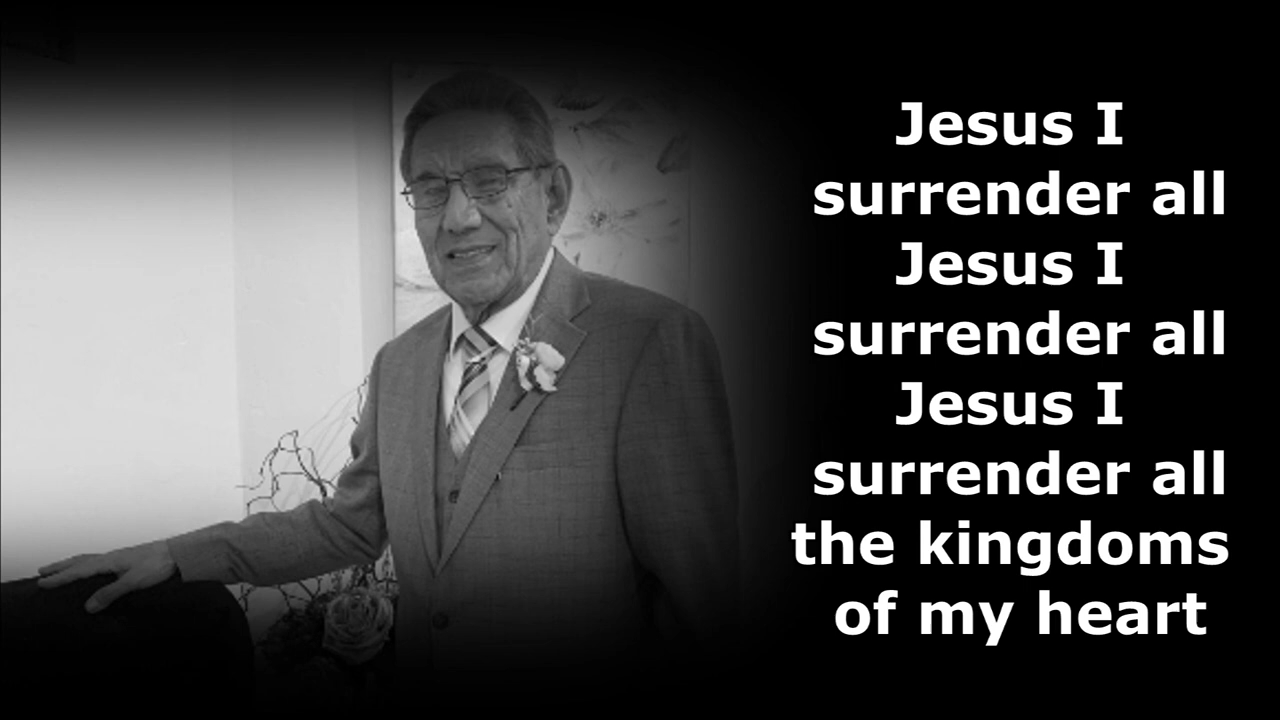 Jesus I
surrender all
Jesus I
surrender all
Jesus I
surrender all
the kingdoms
of my heart